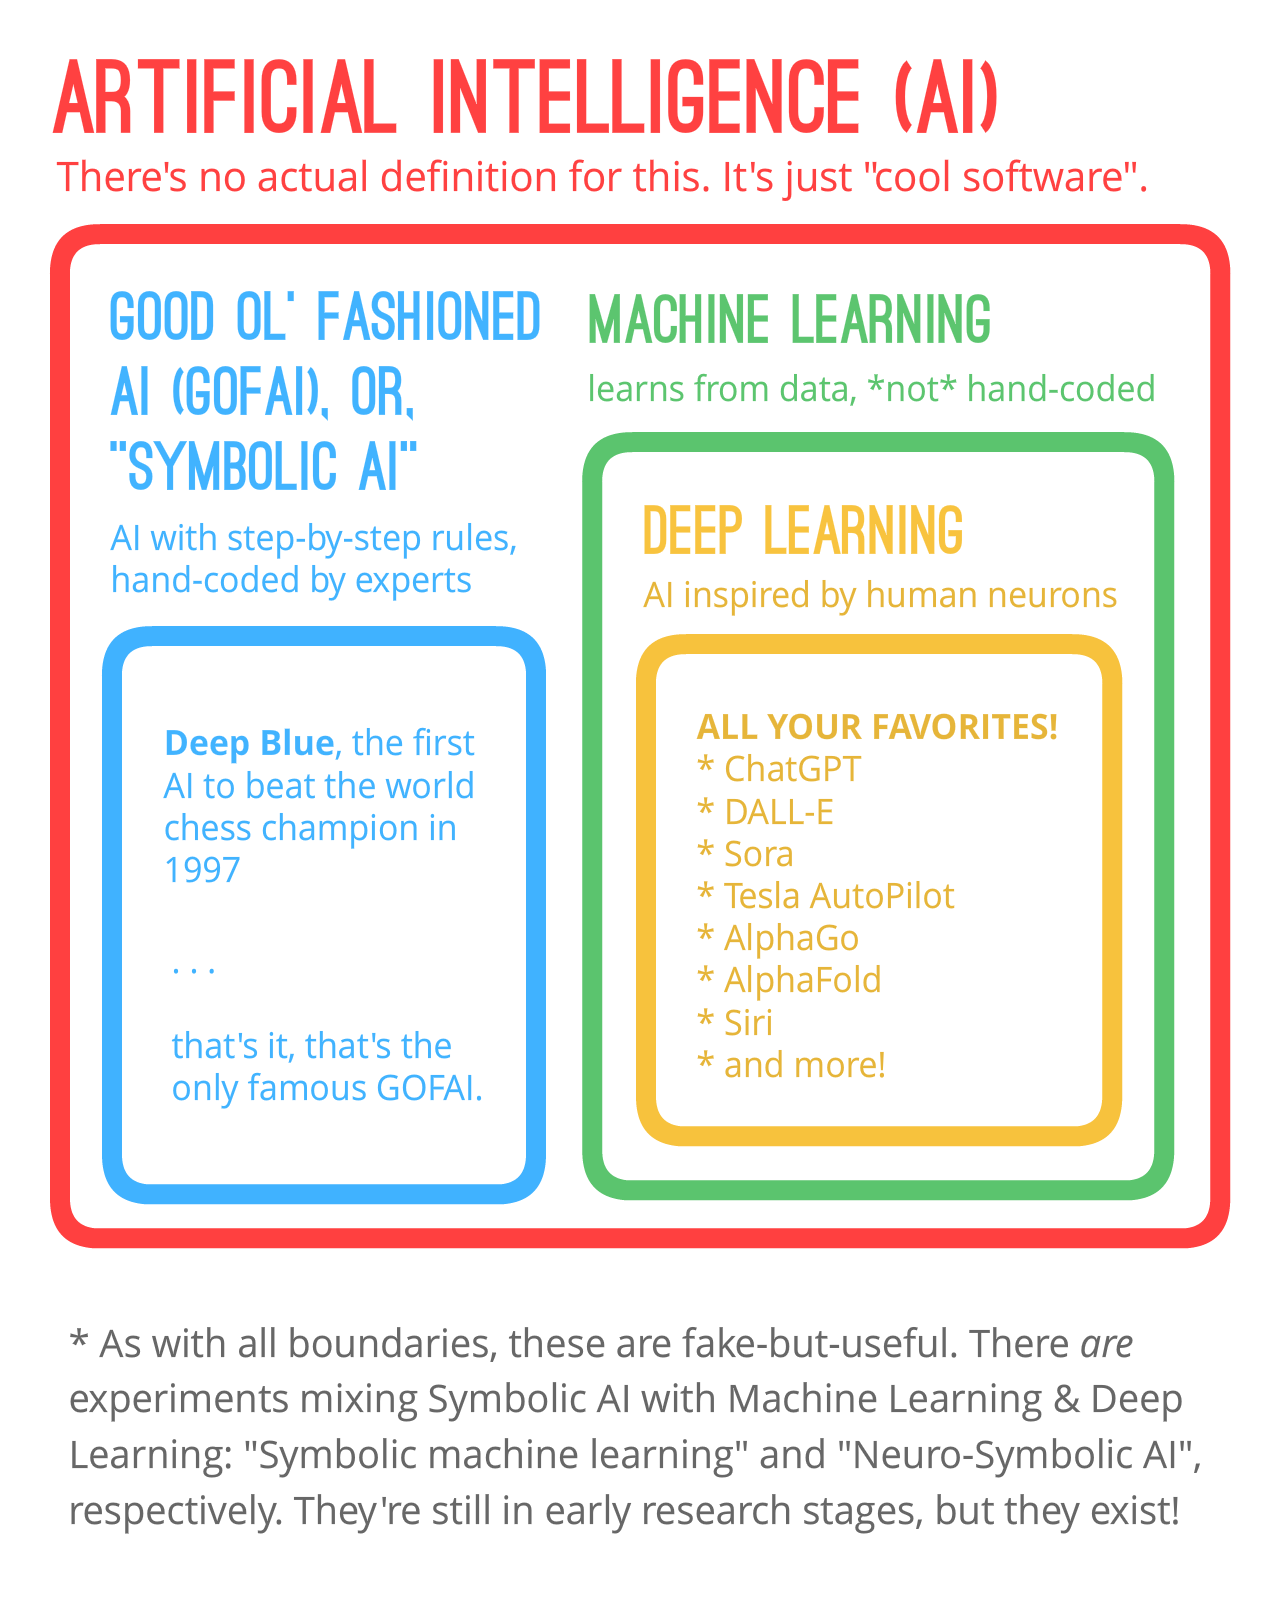 ARTIFICIAL INTELLIGENCE (AI)
There's no actual definition for this. It's just "cool software".
GOOD OL' FASHIONED
AI (GOFAI), OR,
"SYMBOLIC AI"
AI with step-by-step rules,
hand-coded by experts
Deep Blue, the first
AI to beat the world
chess champion in
1997
. . .
that's it, that's the
only famous GOFAI.
MACHINE LEARNING
learns from data, *not* hand-coded
DEEP LEARNING
AI inspired by human neurons
ALL YOUR FAVORITES!
* ChatGPT
* DALL-E
* Sora
* Tesla AutoPilot
* AlphaGo
* AlphaFold
* Siri
* and more!
* As with all boundaries, these are fake-but-useful. There are
experiments mixing Symbolic AI with Machine Learning & Deep
Learning: "Symbolic machine learning" and "Neuro-Symbolic AI",
respectively. They're still in early research stages, but they exist!